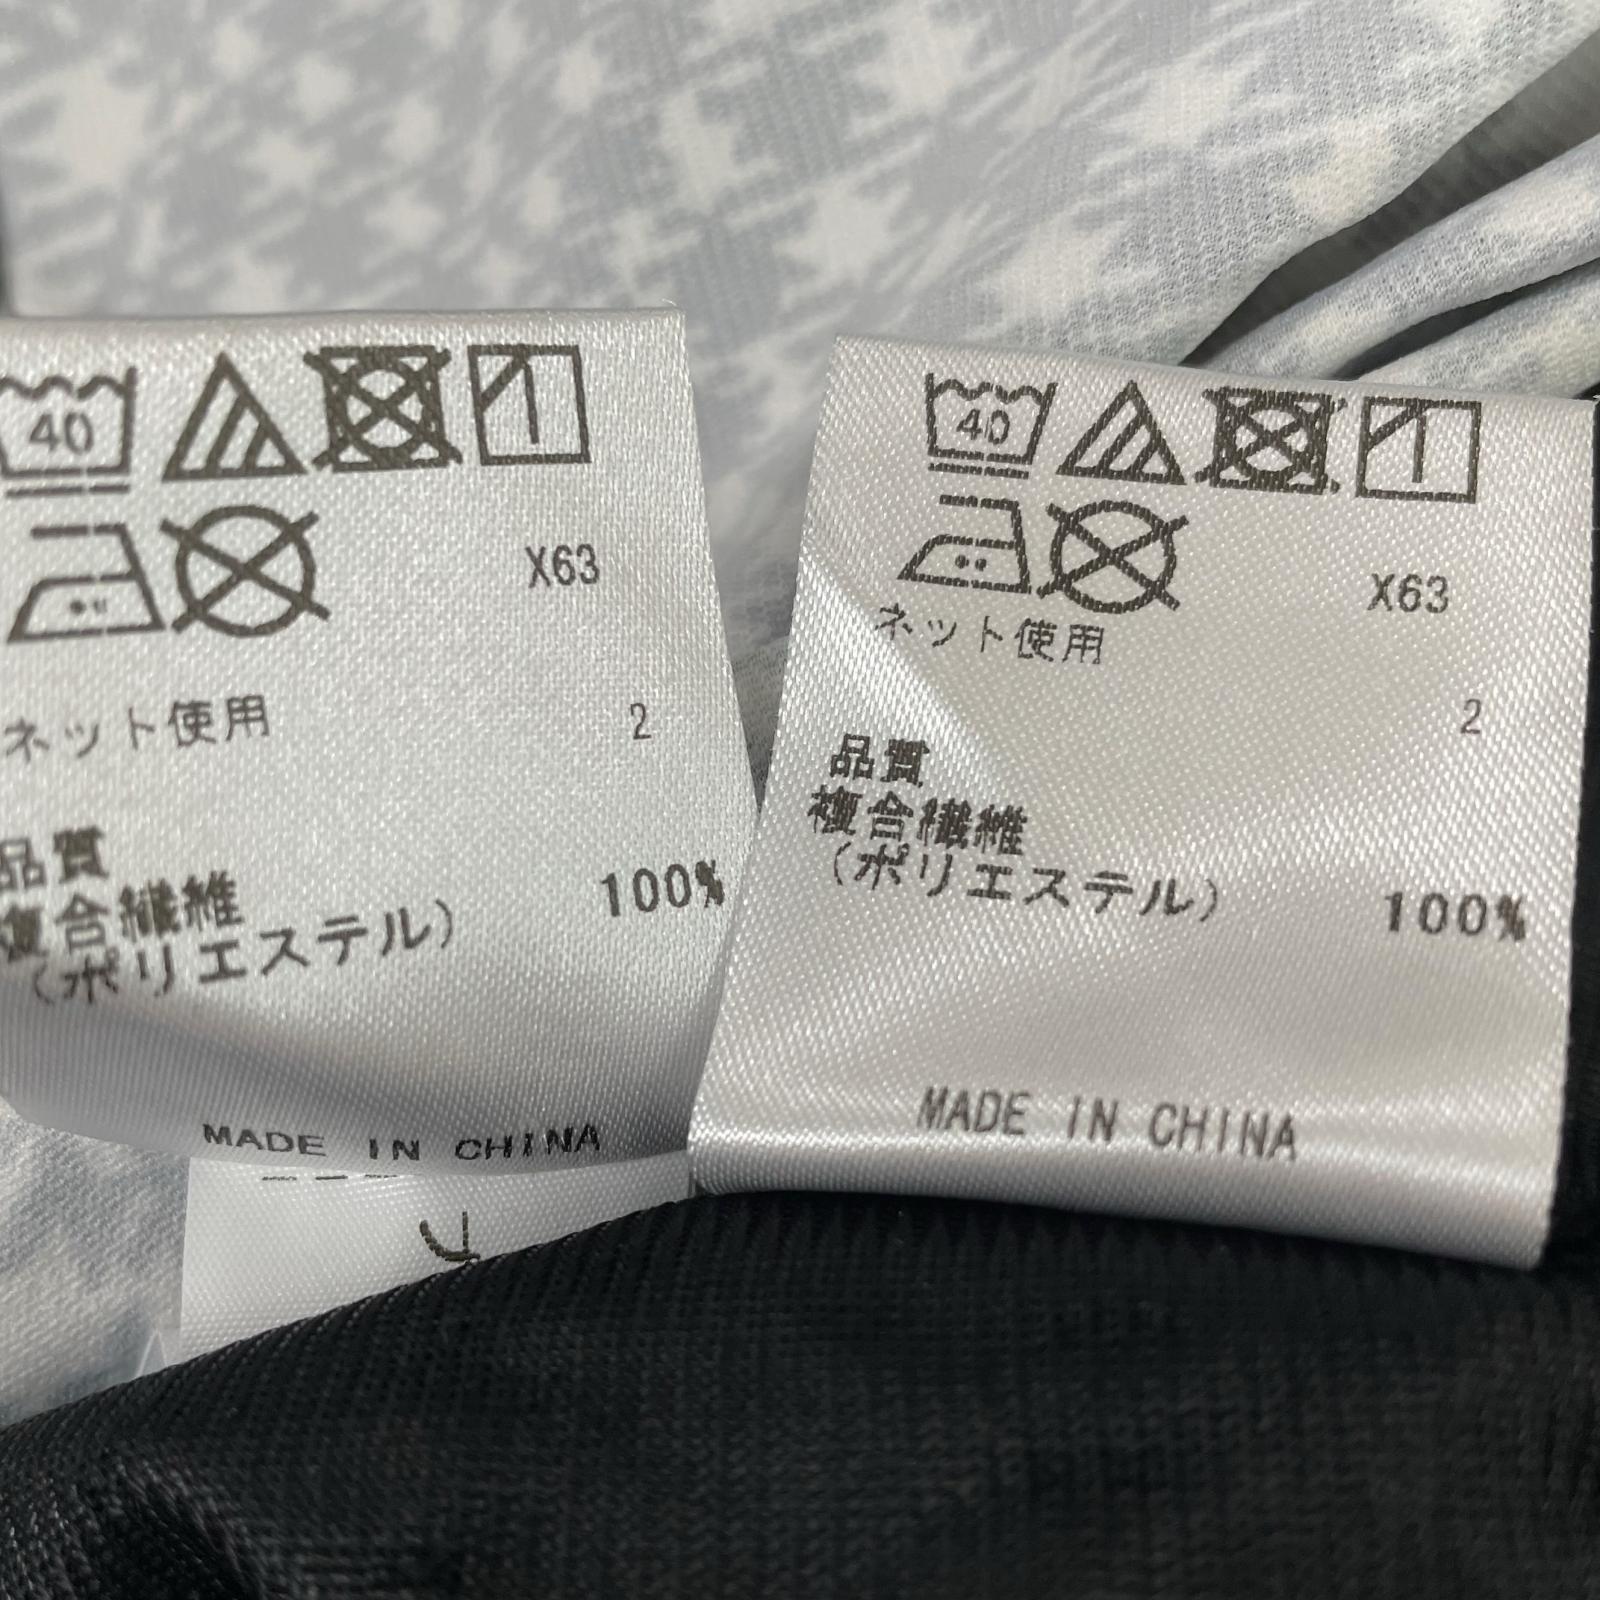 40
X63
ネット使用
2
品質
複合繊維
(ポリエステル)
100%
MADE IN CHINA
40
X63
ネット使用
2
品質
複合繊維
(ポリエステル)
100%
MADE IN CHINA